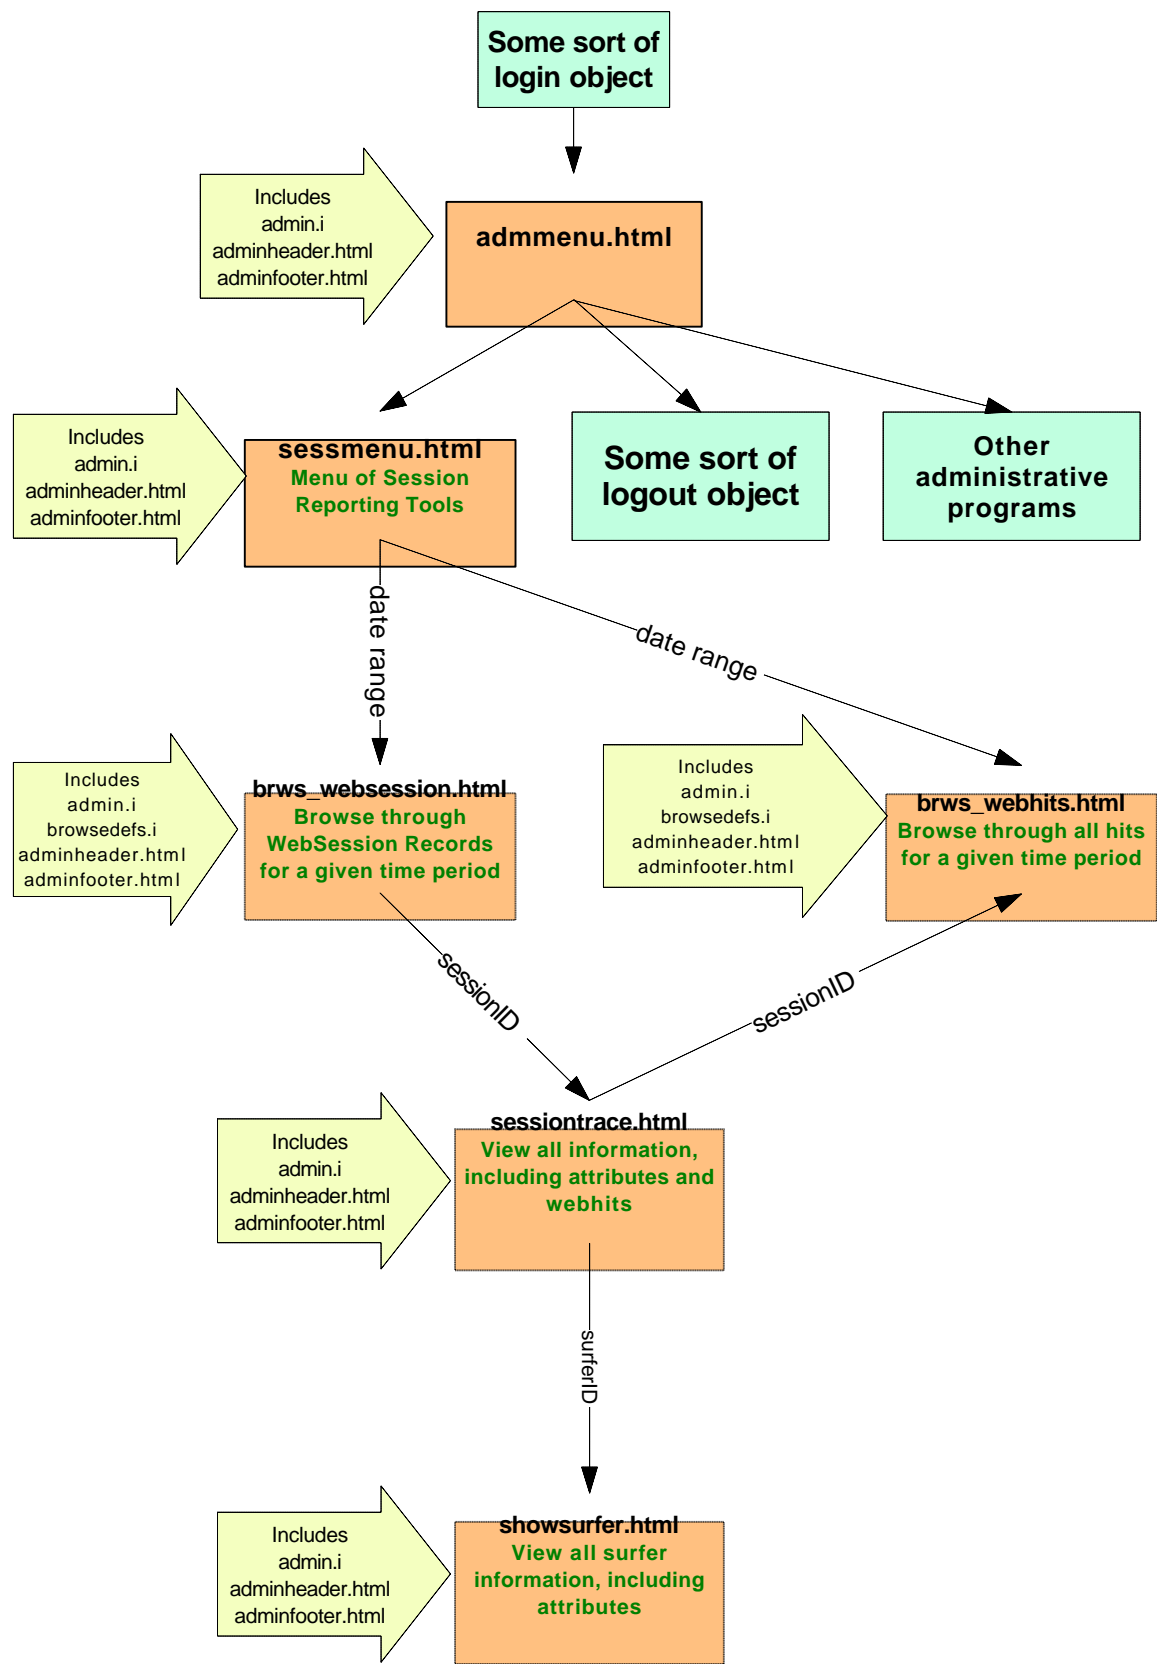 Some sort of
login object
Includes
admin.i
adminheader.html
adminfooter.html
admmenu.html
Includes
admin.i
adminheader.html
adminfooter.html
sessmenu.html
Menu of Session
Reporting Tools
Some sort of
logout object
Other
administrative
programs
date range
date range
Includes
admin.i
browsedefs.i
adminheader.html
adminfooter.html
brws_websession.html
Browse through
WebSession Records
for a given time period
Includes
admin.i
browsedefs.i
adminheader.html
adminfooter.html
brws_webhits.html
Browse through all hits
for a given time period
sessionID
sessionID
Includes
admin.i
adminheader.html
adminfooter.html
sessiontrace.html
View all information,
including attributes and
webhits
surferID
Includes
admin.i
adminheader.html
adminfooter.html
showsurfer.html
View all surfer
information, including
attributes